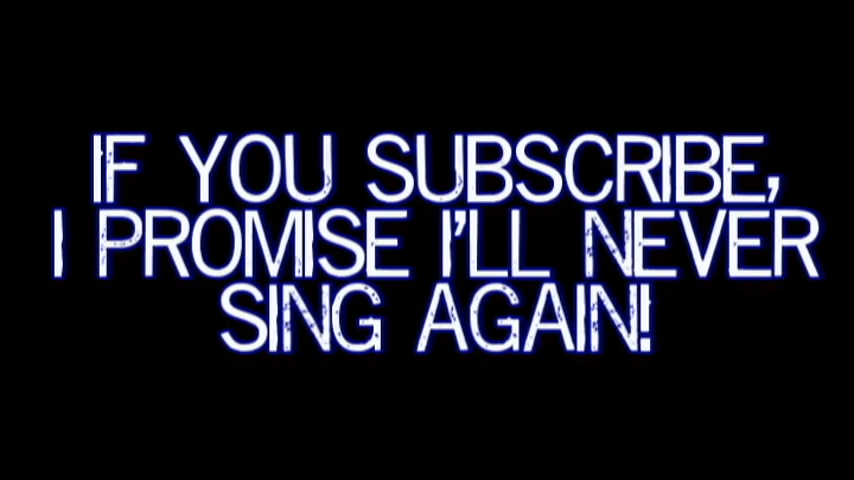 IF YOU SUBSCRIBE,
I PROMISE I'LL NEVER
SING AGAIN!